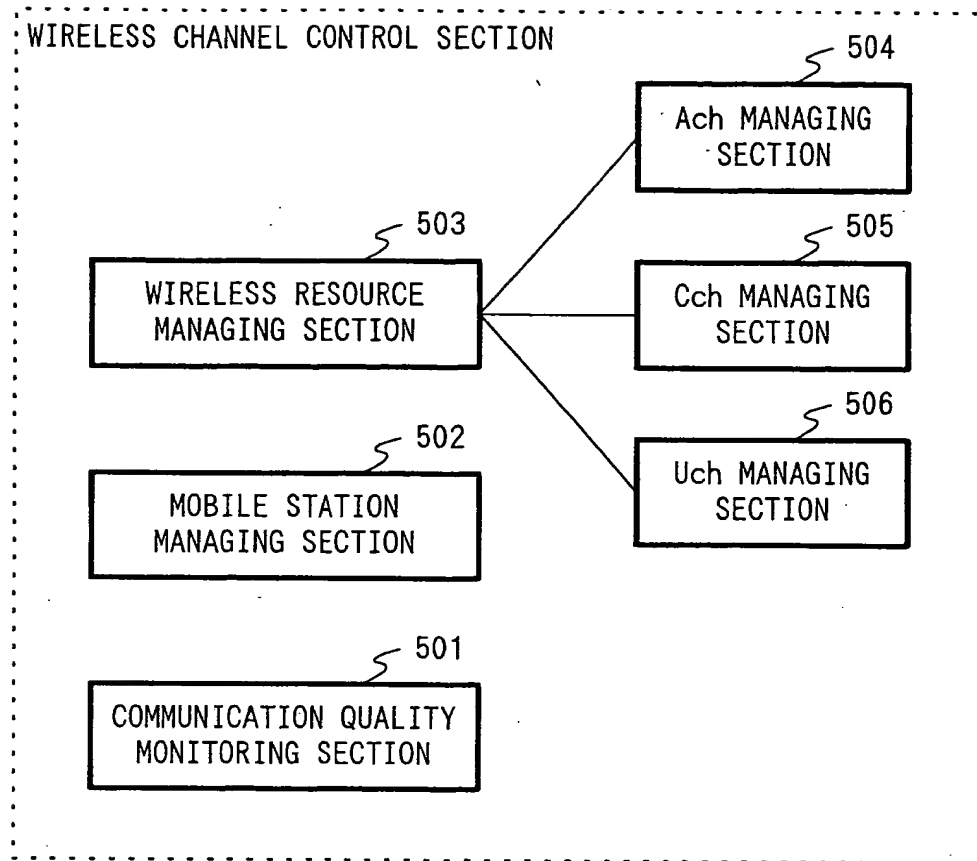 WIRELESS CHANNEL CONTROL SECTION
504
Ach MANAGING
SECTION
503
WIRELESS RESOURCE
MANAGING SECTION
505
Cch MANAGING
SECTION
506
Uch MANAGING
SECTION
502
MOBILE STATION
MANAGING SECTION
501
COMMUNICATION QUALITY
MONITORING SECTION